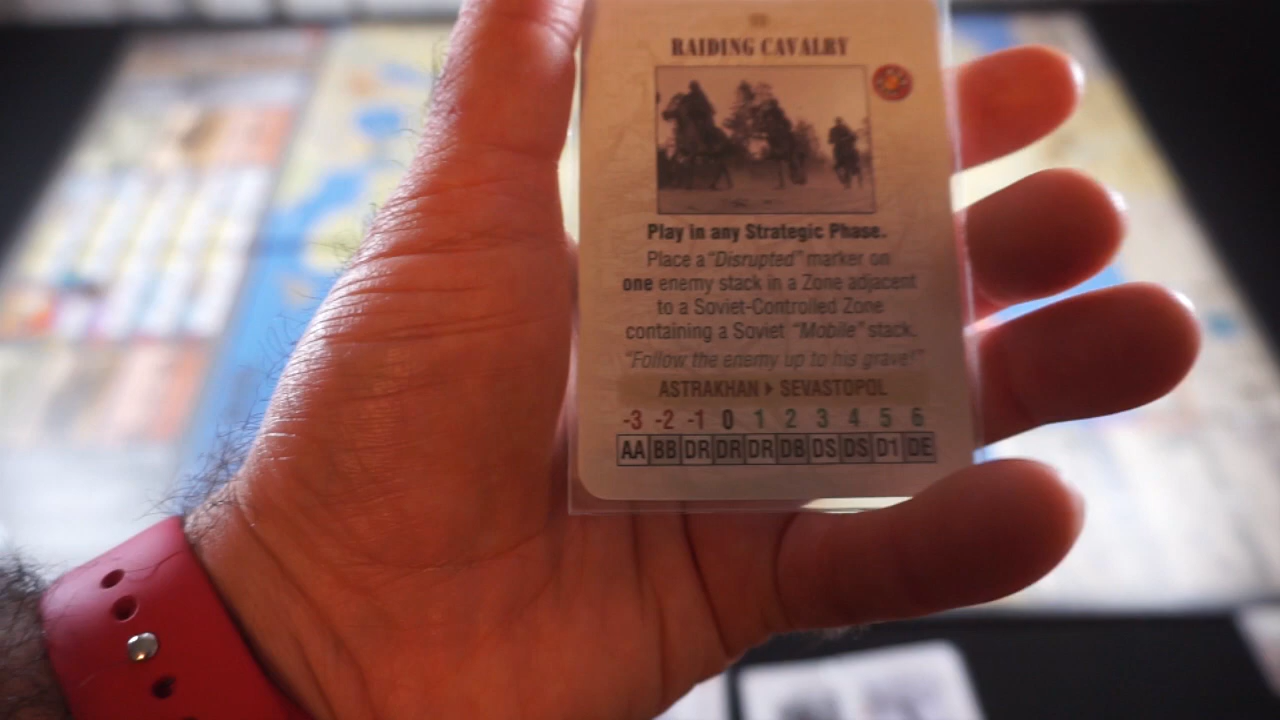 RAIDING CAVALRY
Play in any Strategic Phase.
Place a "Disrupted" marker on
one enemy stack in a Zone adjacent
to a Soviet-Controlled Zone
containing a Soviet "Mobile" stack.
"Follow the enemy up to his grave!"
ASTRAKHAN ▸ SEVASTOPOL
-3 -2 -1 0 1 2 3 4 5 6
AA BB DR DR DR DB DS DS D1 DE